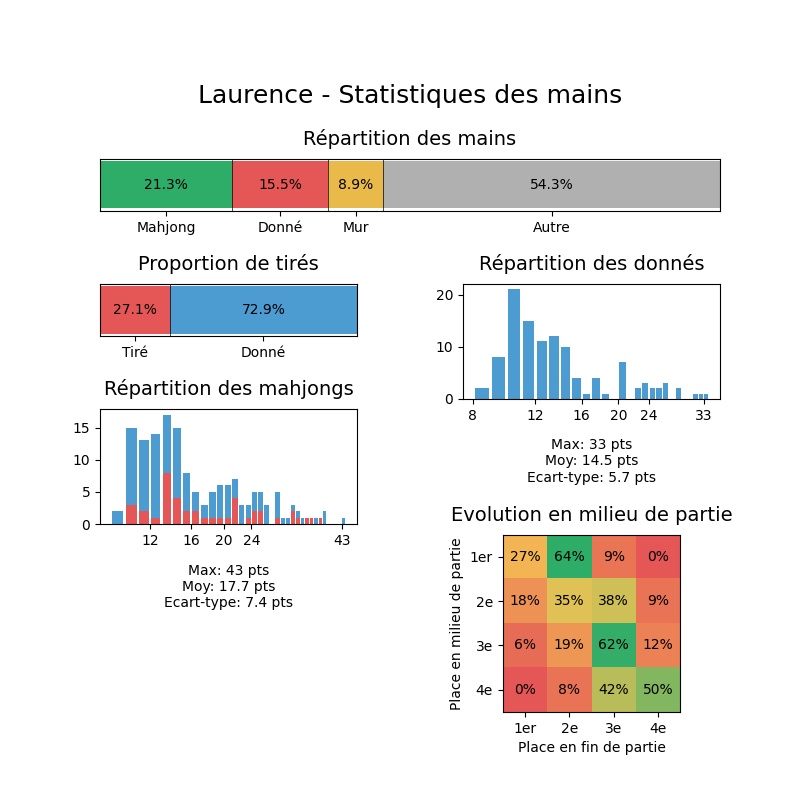 Laurence - Statistiques des mains
Répartition des mains
21.3% 15.5% 8.9% 54.3%
Mahjong Donné Mur Autre
Proportion de tirés
27.1% 72.9%
Tiré Donné
Répartition des donnés
20
10
0
8 12 16 20 24 33
Max: 33 pts
Moy: 14.5 pts
Ecart-type: 5.7 pts
Répartition des mahjongs
15
10
5
0
12 16 20 24 43
Max: 43 pts
Moy: 17.7 pts
Ecart-type: 7.4 pts
Evolution en milieu de partie
Place en milieu de partie
1er 27% 64% 9% 0%
2e 18% 35% 38% 9%
3e 6% 19% 62% 12%
4e 0% 8% 42% 50%
1er 2e 3e 4e
Place en fin de partie